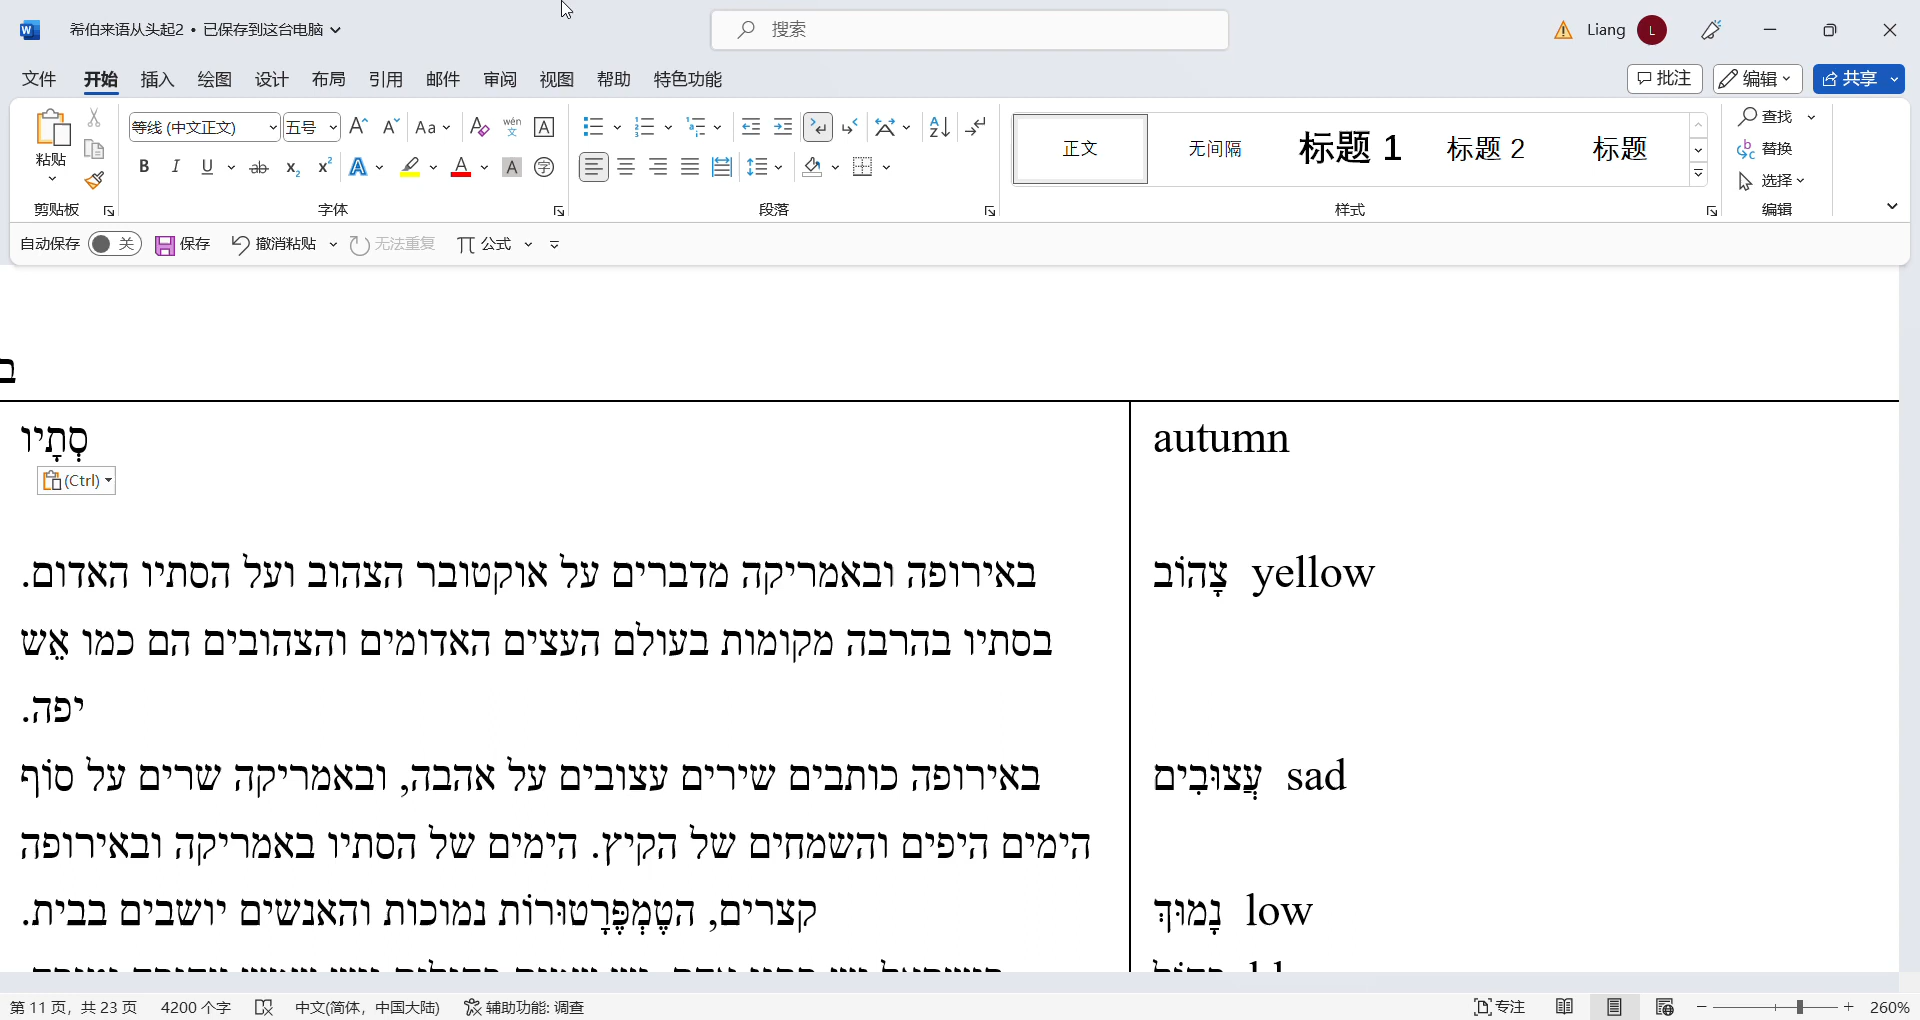 希伯来语从头起2 • 已保存到这台电脑
搜索
Liang
L
文件 开始 插入 绘图 设计 布局 引用 邮件 审阅 视图 帮助 特色功能
批注 编辑 共享
粘贴
等线 (中文正文) 五号
正文 无间隔 标题 1 标题 2 标题
查找
替换
选择
剪贴板 字体 段落 样式 编辑
自动保存 关 保存 撤消粘贴 无法重复 公式
סְתָיו
autumn
(Ctrl)
באירופה ובאמריקה מדברים על אוקטובר הצהוב ועל הסתיו האדום.
צָהוֹב yellow
בסתיו בהרבה מקומות בעולם העצים האדומים והצהובים הם כמו אֵש
יפה.
באירופה כותבים שירים עצובים על אהבה, ובאמריקה שרים על סוֹף
עֲצוּבִים sad
הימים היפים והשמחים של הקיץ. הימים של הסתיו באמריקה ובאירופה
קצרים, הטֶמְפֶּרָטוּרוֹת נמוכות והאנשים יושבים בבית.
נָמוּךְ low
第 11 页，共 23 页 4200 个字 中文(简体，中国大陆) 辅助功能: 调查
专注 260%